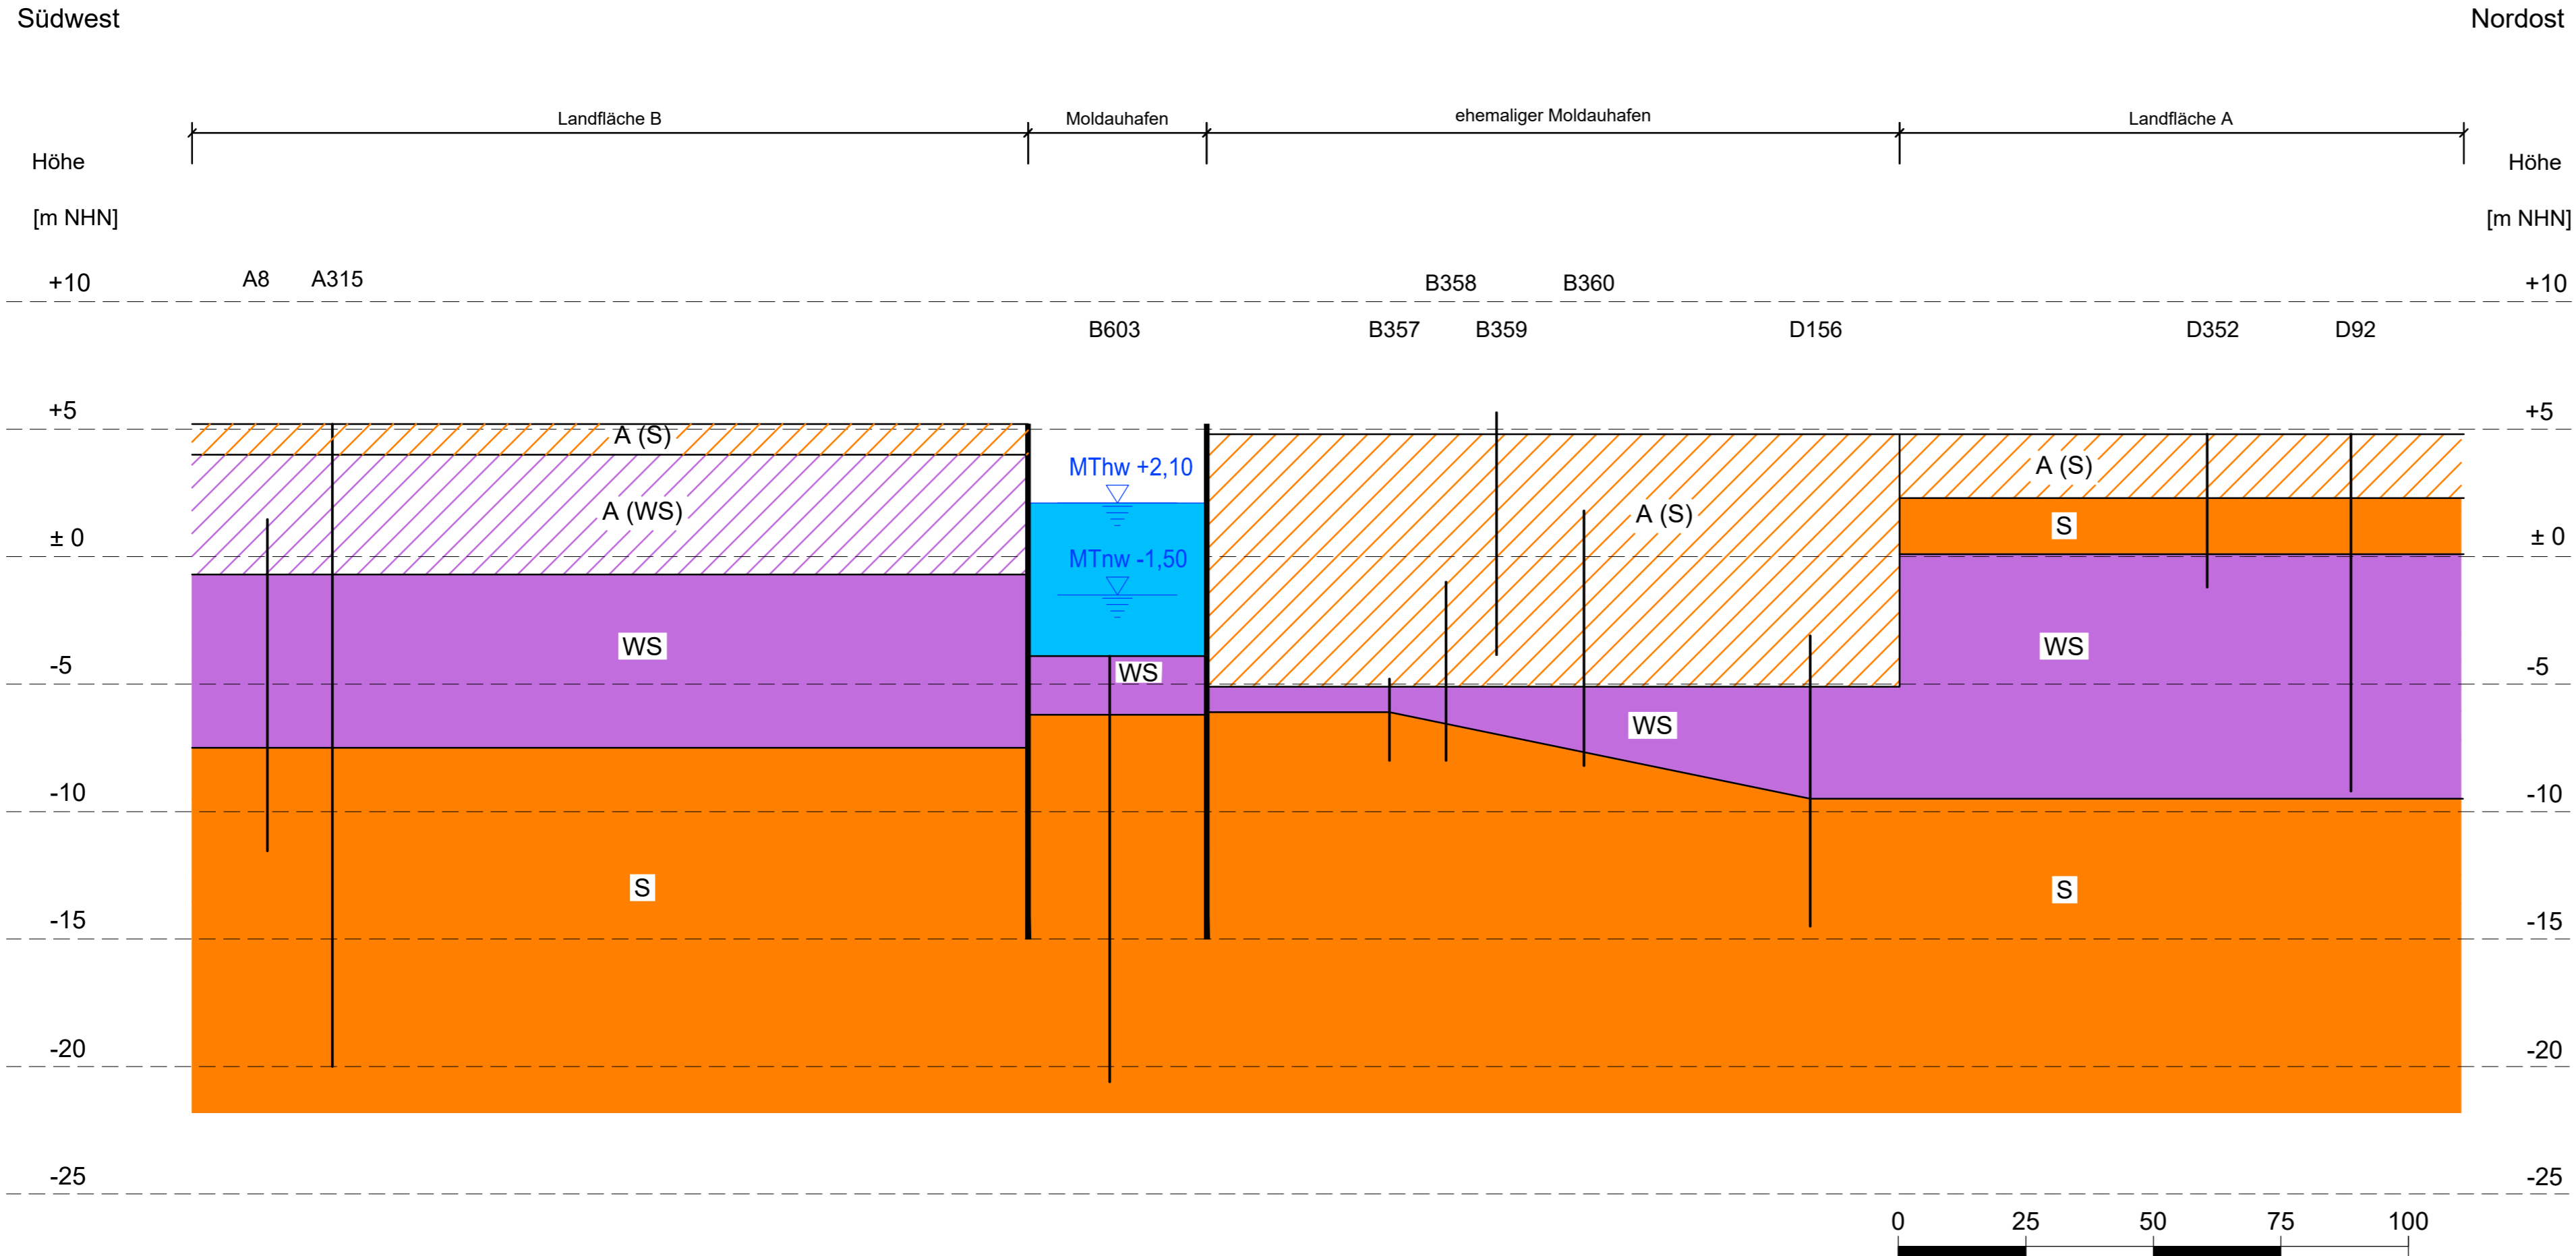 Südwest
Nordost
Landfläche B
Moldauhafen
ehemaliger Moldauhafen
Landfläche A
Höhe
Höhe
[m NHN]
[m NHN]
A8
A315
B358
B360
+10
+10
B603
B357
B359
D156
D352
D92
+5
+5
A (S)
MThw +2,10
A (S)
A (WS)
A (S)
S
± 0
± 0
MTnw -1,50
WS
WS
WS
-5
-5
WS
-10
-10
S
S
-15
-15
-20
-20
-25
-25
0
25
50
75
100